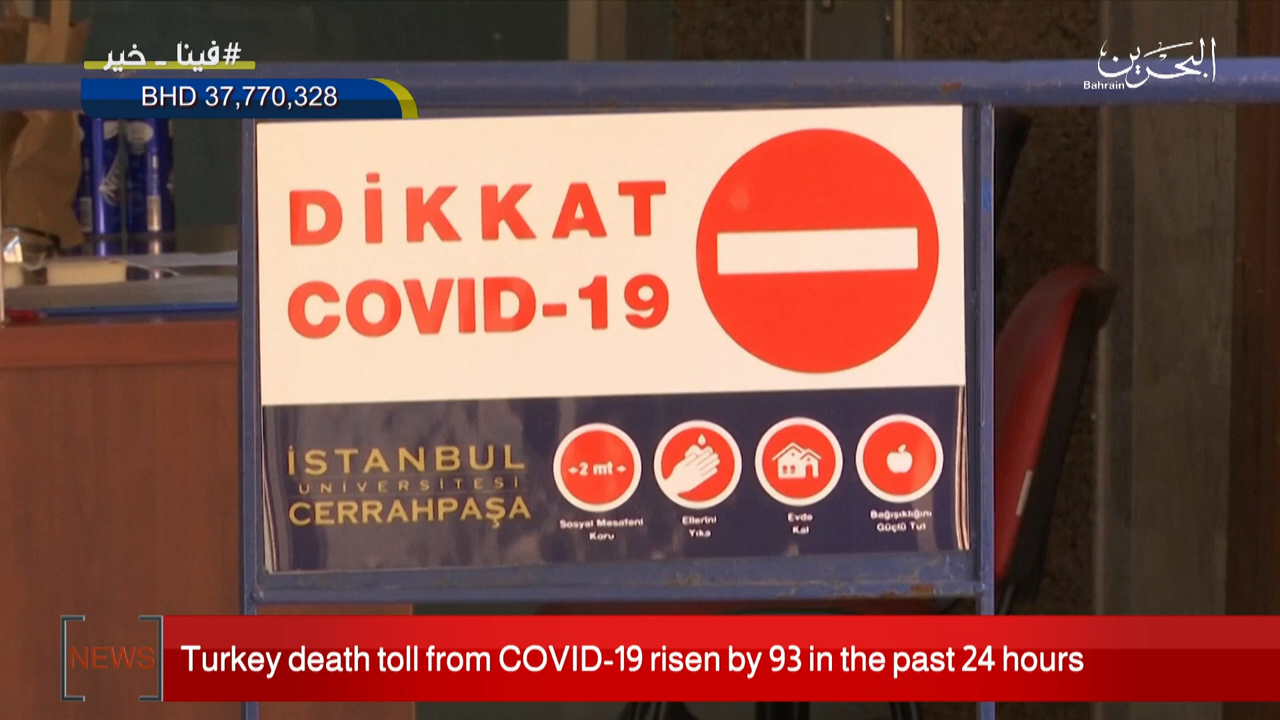 #فينا - خير
BHD 37,770,328
البحرين
Bahrain
DİKKAT
COVID-19
İSTANBUL
ÜNİVERSİTESİ
CERRAHPAŞA
2 mt
Sosyal Mesafeni
Koru
Ellerini
Yıka
Evde
Kal
Bağışıklığını
Güçlü Tut
NEWS
Turkey death toll from COVID-19 risen by 93 in the past 24 hours